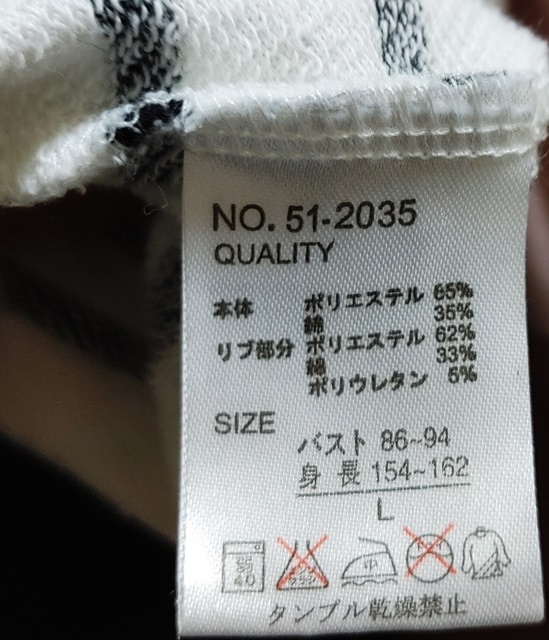 NO. 51-2035
QUALITY
本体 ポリエステル 65%
綿 35%
リブ部分 ポリエステル 62%
綿 33%
ポリウレタン 5%
SIZE
バスト 86~94
身長 154~162
L
40 中
タンブル乾燥禁止